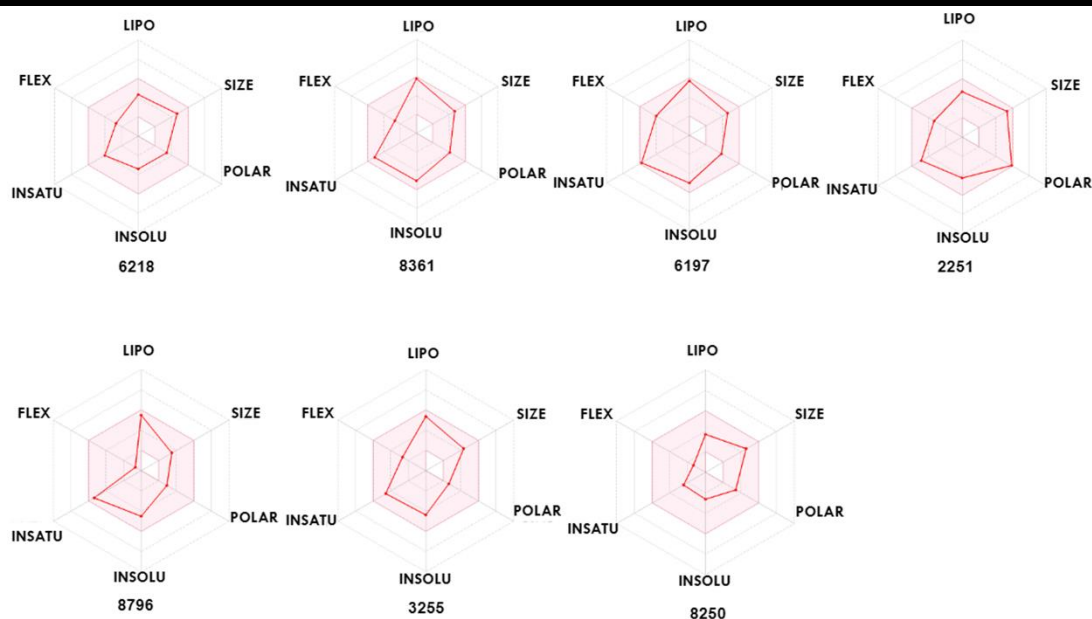 LIPO
FLEX
SIZE
INSATU
POLAR
INSOLU
6218
LIPO
FLEX
SIZE
INSATU
POLAR
INSOLU
8361
LIPO
FLEX
SIZE
INSATU
POLAR
INSOLU
6197
LIPO
FLEX
SIZE
INSATU
POLAR
INSOLU
2251
LIPO
FLEX
SIZE
INSATU
POLAR
INSOLU
8796
LIPO
FLEX
SIZE
INSATU
POLAR
INSOLU
3255
LIPO
FLEX
SIZE
INSATU
POLAR
INSOLU
8250